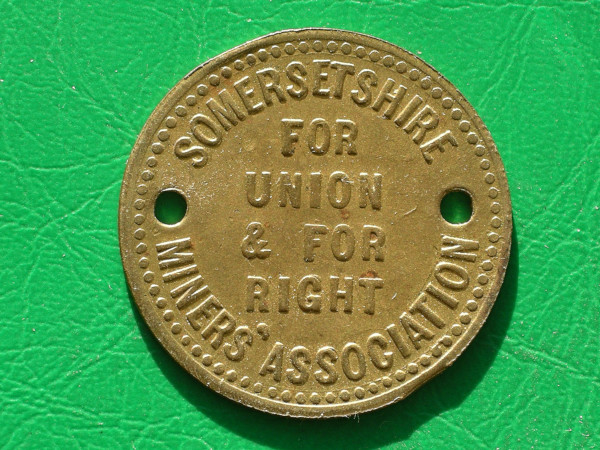 SOMERSETSHIRE
FOR
UNION
& FOR
RIGHT
MINERS' ASSOCIATION